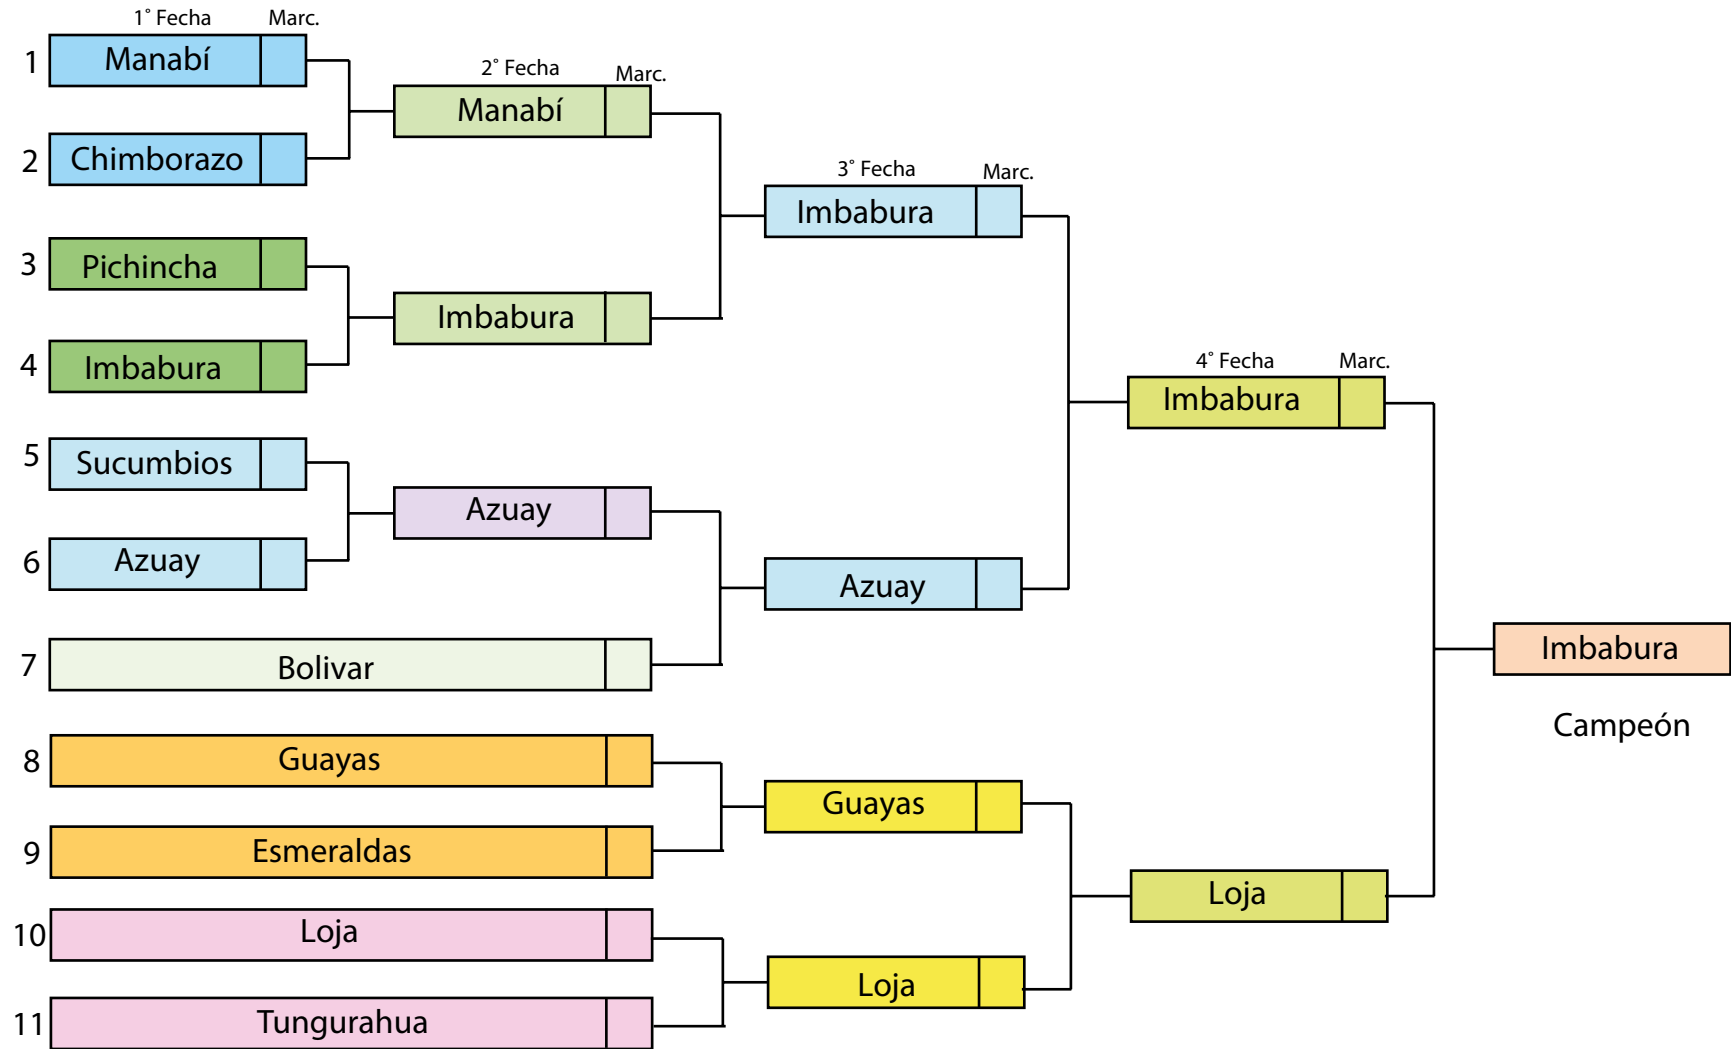 1° Fecha Marc.
1 Manabí
2° Fecha Marc.
Manabí
2 Chimborazo
3° Fecha Marc.
Imbabura
3 Pichincha
Imbabura
4 Imbabura
4° Fecha Marc.
Imbabura
5 Sucumbios
Azuay
6 Azuay
Azuay
7 Bolivar
Imbabura
Campeón
8 Guayas
Guayas
9 Esmeraldas
Loja
10 Loja
Loja
11 Tungurahua